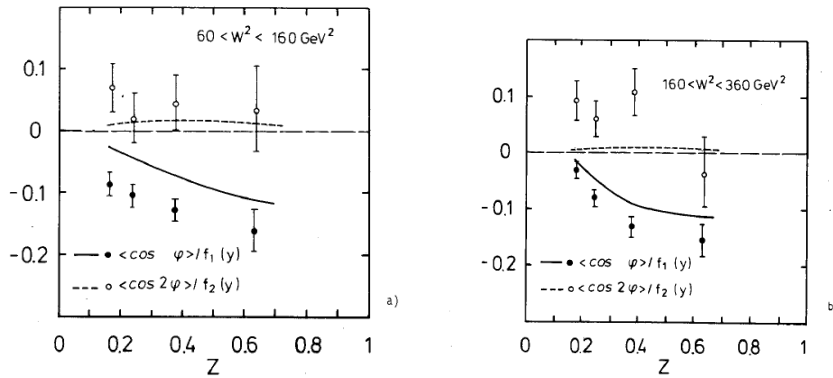 a)
60 < W² < 160 GeV²
0.1
0
-0.1
-0.2
<cos φ>/f₁(y)
<cos 2φ>/f₂(y)
0 0.2 0.4 0.6 0.8 1
Z
a)
160<W²<360GeV²
0.1
0
-0.1
-0.2
<cos φ>/f₁(y)
<cos 2φ>/f₂(y)
0 0.2 0.4 0.6 0.8 1
Z
b